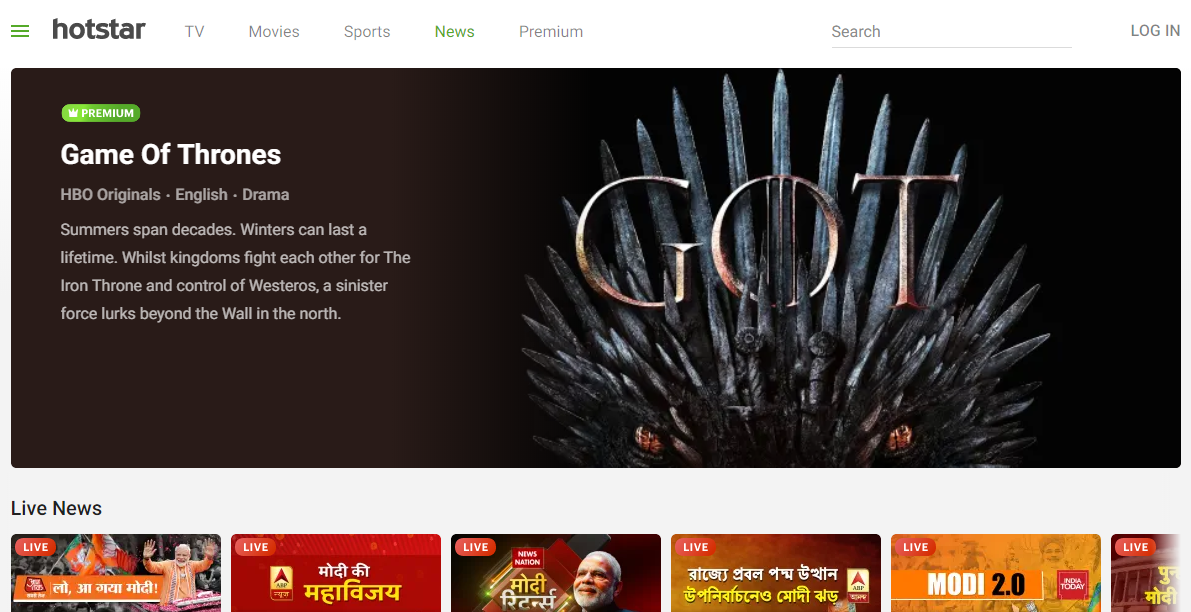 hotstar
TV
Movies
Sports
News
Premium
Search
LOG IN
PREMIUM
Game Of Thrones
HBO Originals · English · Drama
Summers span decades. Winters can last a
lifetime. Whilst kingdoms fight each other for The
Iron Throne and control of Westeros, a sinister
force lurks beyond the Wall in the north.
GOT
Live News
LIVE
आज तक
लो, आ गया मोदी!
LIVE
ABP
न्यूज़
मोदी की
महाविजय
LIVE
NEWS
NATION
मोदी
रिटर्न्स
LIVE
রাজ্যে প্রবল পদ্ম উত্থান
উপনির্বাচনেও মোদী ঝড়
ABP
আনন্দ
LIVE
MODI 2.0
INDIA
TODAY
LIVE
मोदी